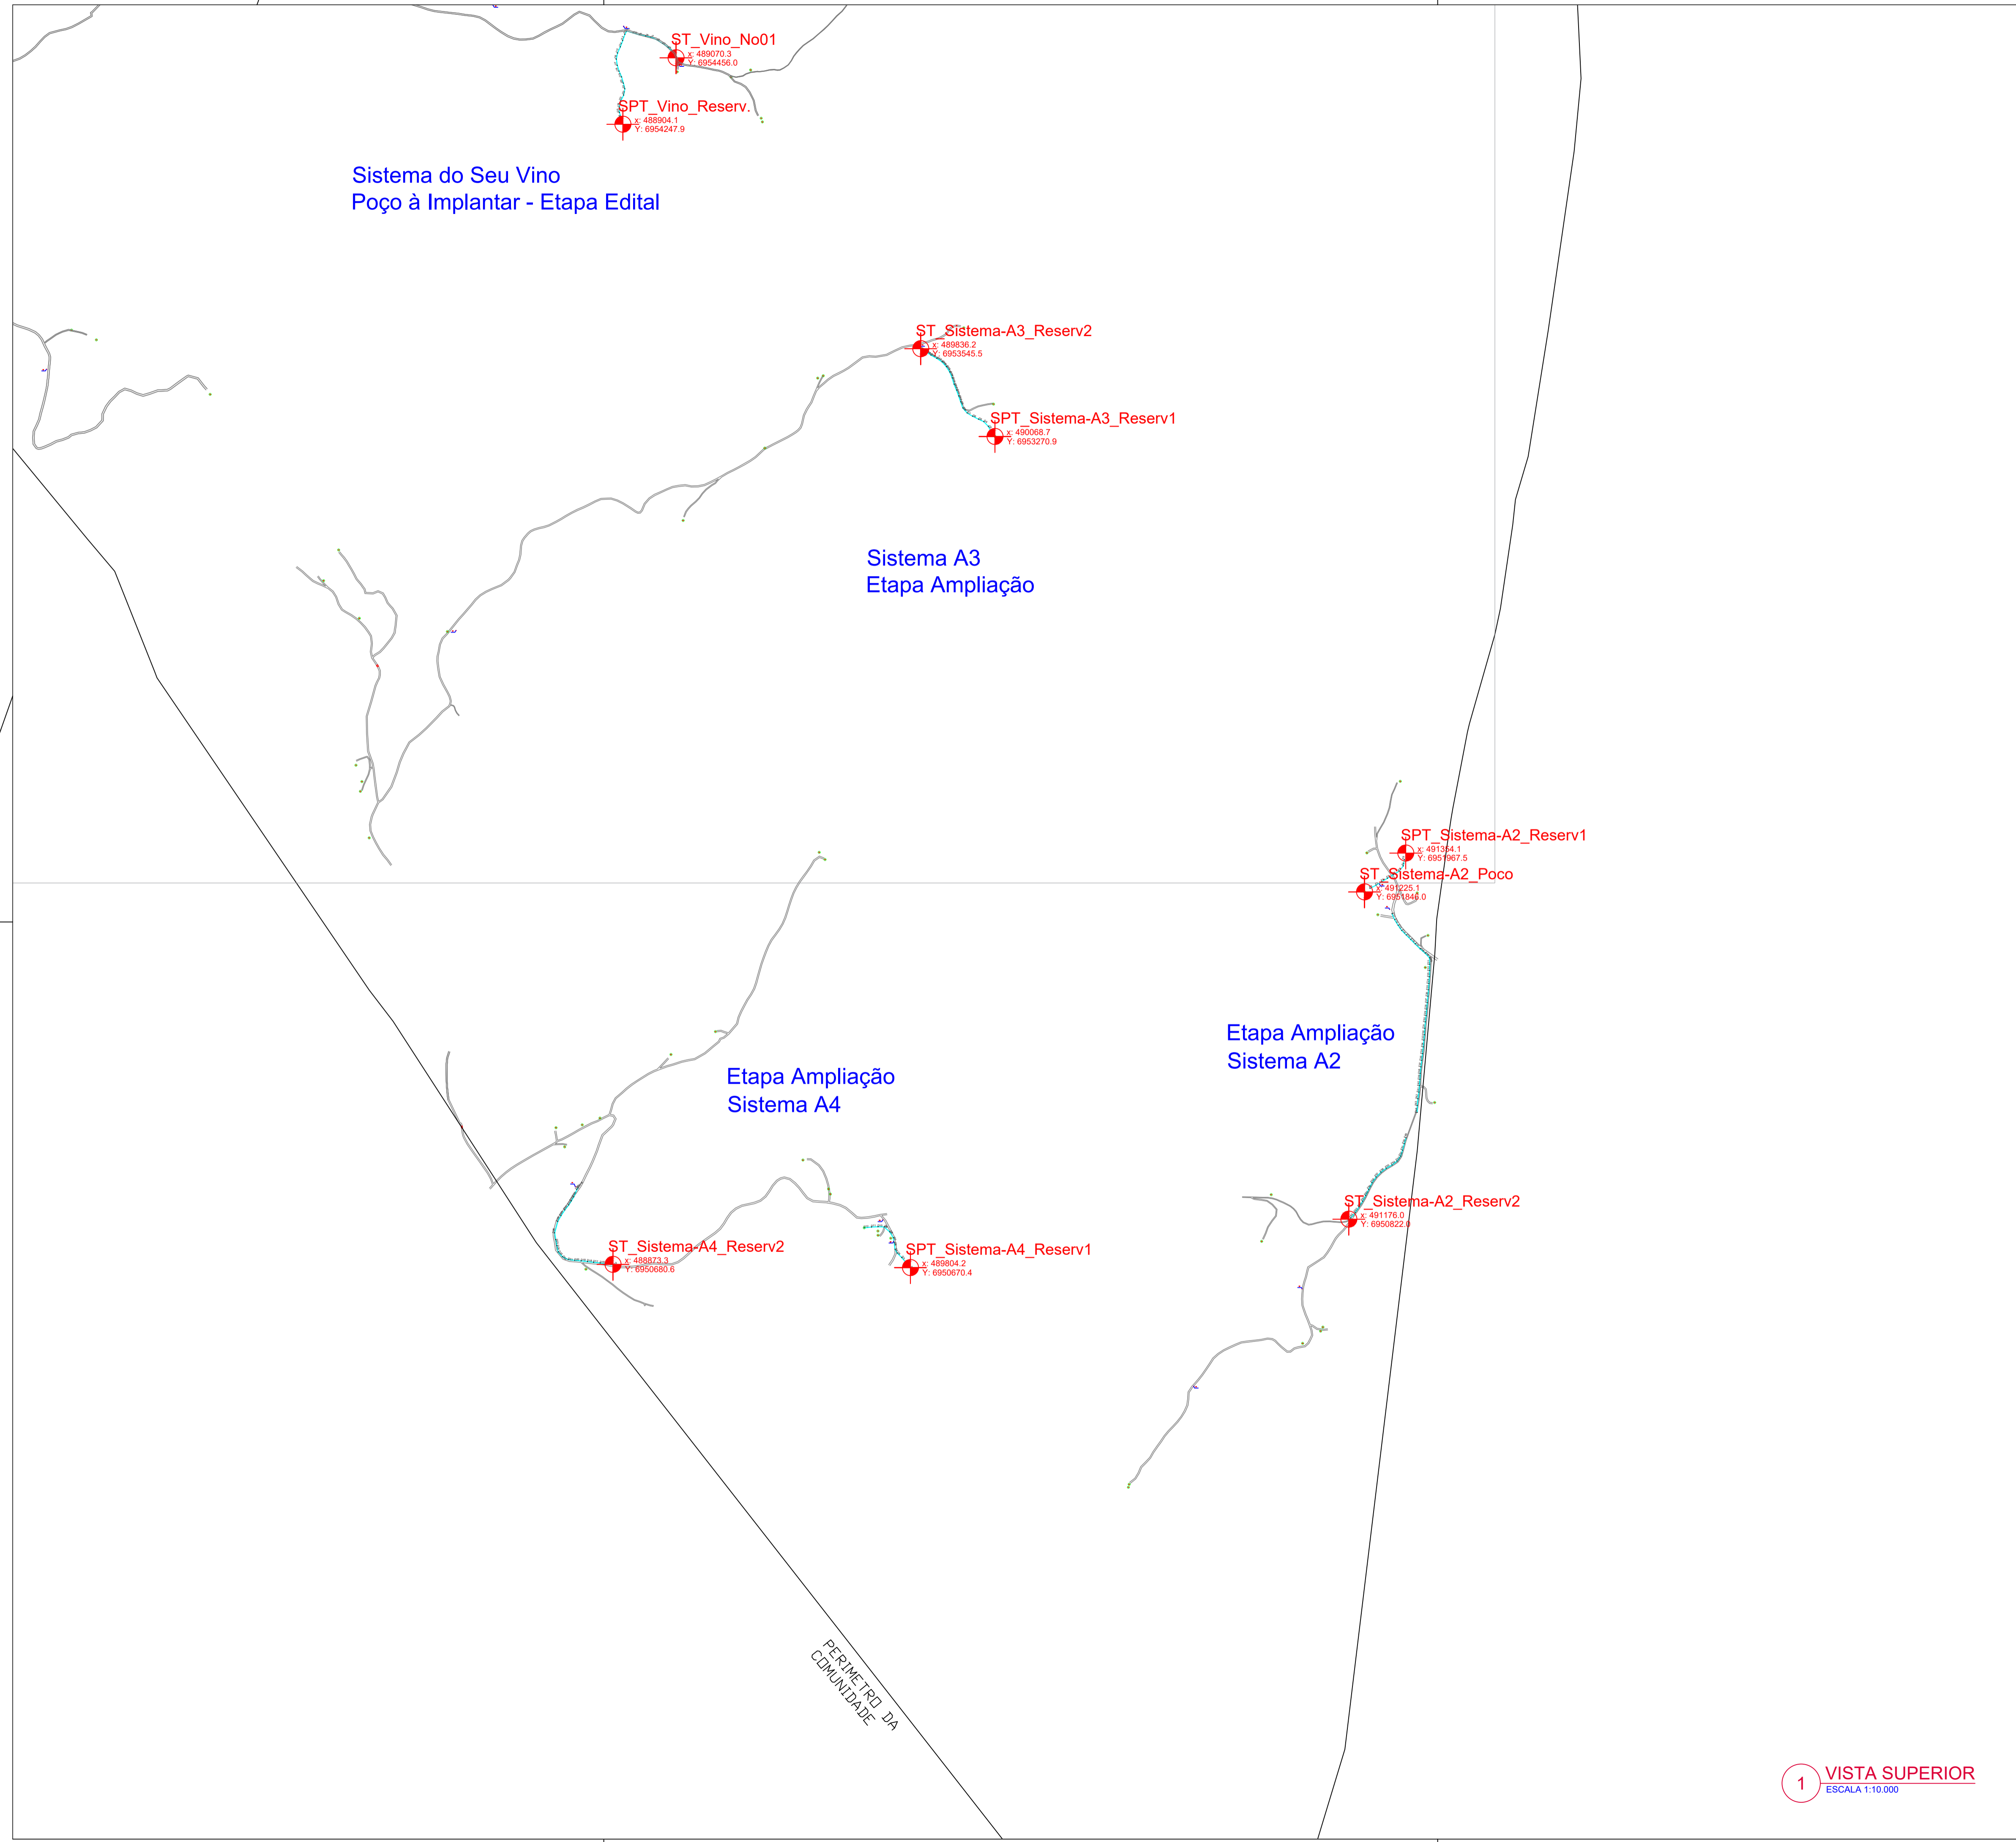 ST_Vino_No01
x: 489070.3
Y: 6954456.0
SPT_Vino_Reserv.
x: 488904.1
Y: 6954247.9
Sistema do Seu Vino
Poço à Implantar - Etapa Edital
ST_Sistema-A3_Reserv2
x: 489836.2
Y: 6953545.5
SPT_Sistema-A3_Reserv1
x: 490068.7
Y: 6953270.9
Sistema A3
Etapa Ampliação
SPT_Sistema-A2_Reserv1
x: 491354.1
Y: 6951967.5
ST_Sistema-A2_Poco
x: 491225.1
Y: 6951846.0
Etapa Ampliação
Sistema A2
Etapa Ampliação
Sistema A4
ST_Sistema-A2_Reserv2
x: 491176.0
Y: 6950822.0
ST_Sistema-A4_Reserv2
x: 488873.3
Y: 6950680.6
SPT_Sistema-A4_Reserv1
x: 489804.2
Y: 6950670.4
PERIMETRO DA
COMUNIDADE
1
VISTA SUPERIOR
ESCALA 1:10.000